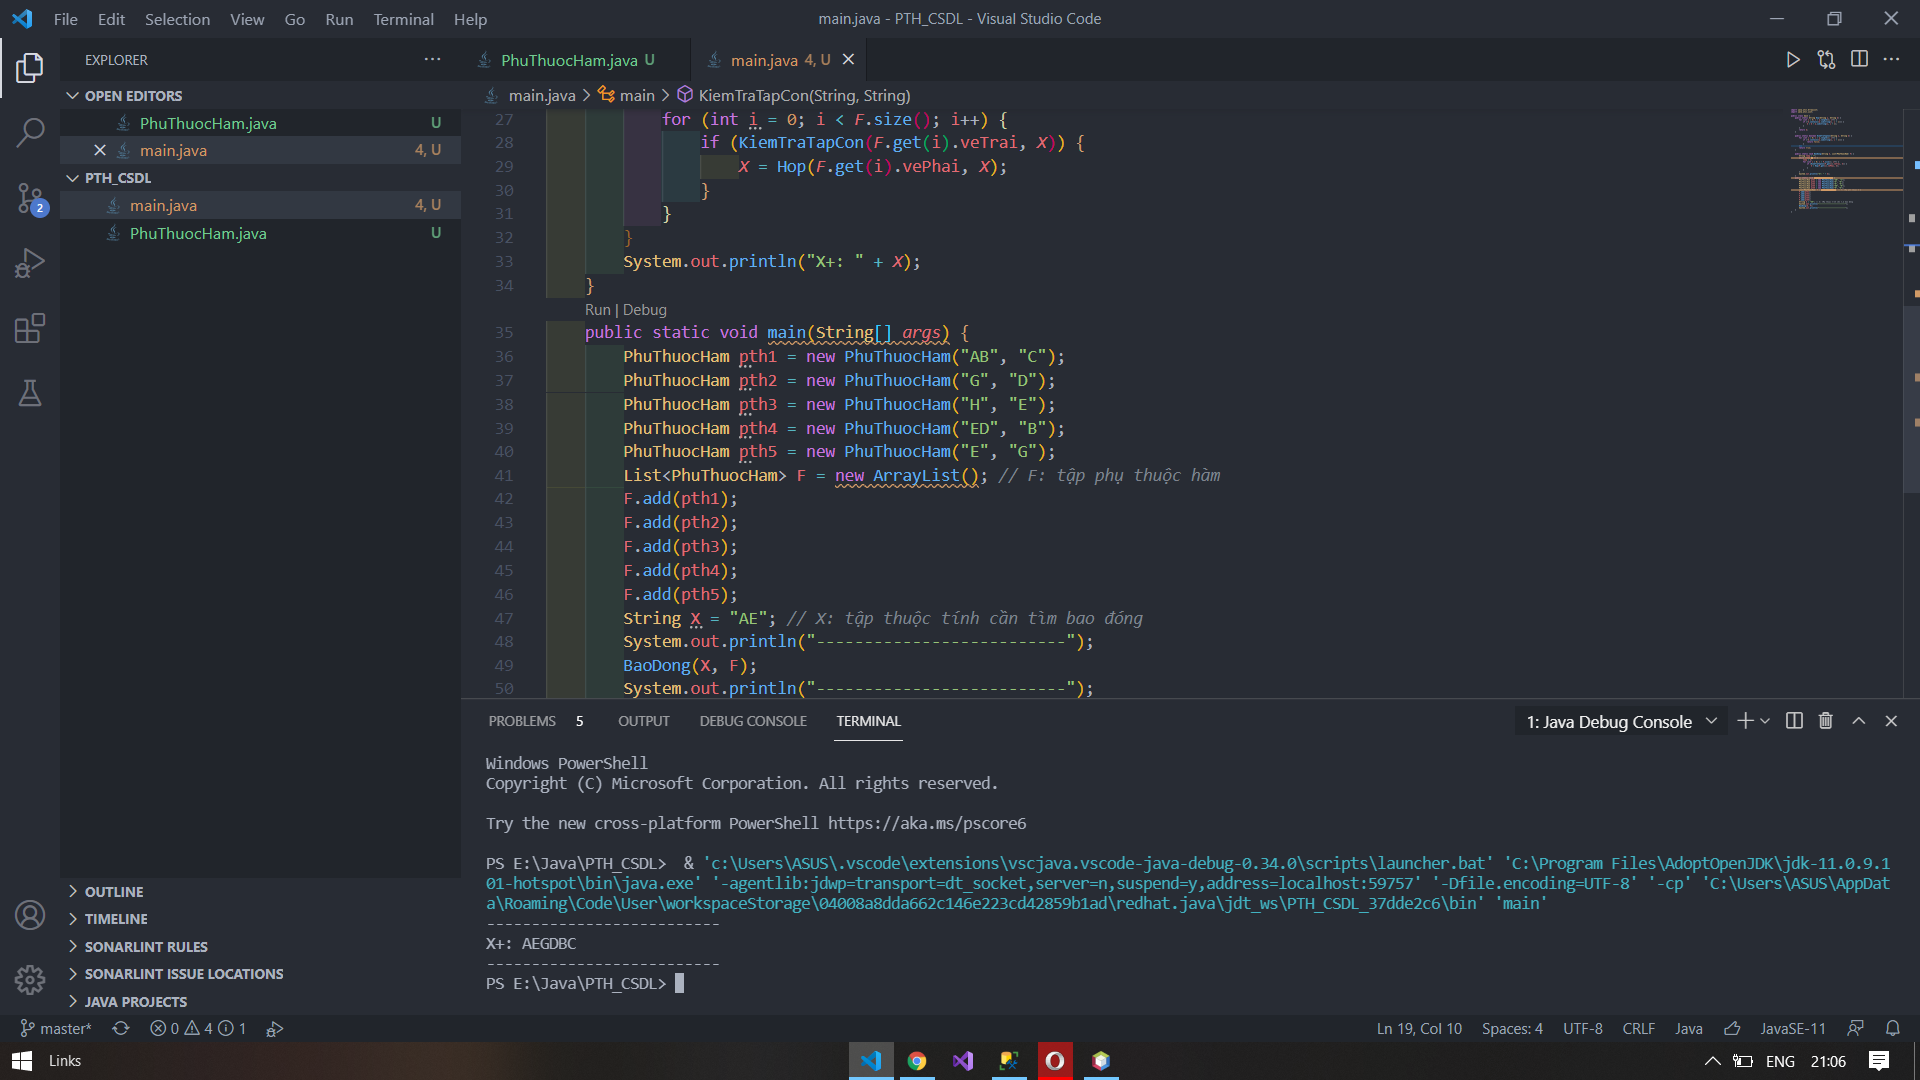 File Edit Selection View Go Run Terminal Help
main.java - PTH_CSDL - Visual Studio Code
EXPLORER
OPEN EDITORS
PhuThuocHam.java U
main.java 4, U
PTH_CSDL
main.java 4, U
PhuThuocHam.java U
2
OUTLINE
TIMELINE
SONARLINT RULES
SONARLINT ISSUE LOCATIONS
JAVA PROJECTS
PhuThuocHam.java U main.java 4, U
main.java > main > KiemTraTapCon(String, String)
27 for (int i = 0; i < F.size(); i++) {
28 if (KiemTraTapCon(F.get(i).veTrai, X)) {
29 X = Hop(F.get(i).vePhai, X);
30 }
31 }
32 }
33 System.out.println("X+: " + X);
34 }
Run | Debug
35 public static void main(String[] args) {
36 PhuThuocHam pth1 = new PhuThuocHam("AB", "C");
37 PhuThuocHam pth2 = new PhuThuocHam("G", "D");
38 PhuThuocHam pth3 = new PhuThuocHam("H", "E");
39 PhuThuocHam pth4 = new PhuThuocHam("ED", "B");
40 PhuThuocHam pth5 = new PhuThuocHam("E", "G");
41 List<PhuThuocHam> F = new ArrayList(); // F: tập phụ thuộc hàm
42 F.add(pth1);
43 F.add(pth2);
44 F.add(pth3);
45 F.add(pth4);
46 F.add(pth5);
47 String X = "AE"; // X: tập thuộc tính cần tìm bao đóng
48 System.out.println("--------------------------");
49 BaoDong(X, F);
50 System.out.println("--------------------------");
PROBLEMS 5 OUTPUT DEBUG CONSOLE TERMINAL
1: Java Debug Console
Windows PowerShell
Copyright (C) Microsoft Corporation. All rights reserved.
Try the new cross-platform PowerShell https://aka.ms/pscore6
PS E:\Java\PTH_CSDL>  & 'c:\Users\ASUS\.vscode\extensions\vscjava.vscode-java-debug-0.34.0\scripts\launcher.bat' 'C:\Program Files\AdoptOpenJDK\jdk-11.0.9.1
01-hotspot\bin\java.exe' '-agentlib:jdwp=transport=dt_socket,server=n,suspend=y,address=localhost:59757' '-Dfile.encoding=UTF-8' '-cp' 'C:\Users\ASUS\AppDat
a\Roaming\Code\User\workspaceStorage\04008a8dda662c146e223cd42859b1ad\redhat.java\jdt_ws\PTH_CSDL_37dde2c6\bin' 'main'
--------------------------
X+: AEGDBC
--------------------------
PS E:\Java\PTH_CSDL>
master* 0 4 1
Ln 19, Col 10 Spaces: 4 UTF-8 CRLF Java JavaSE-11
Links
ENG 21:06